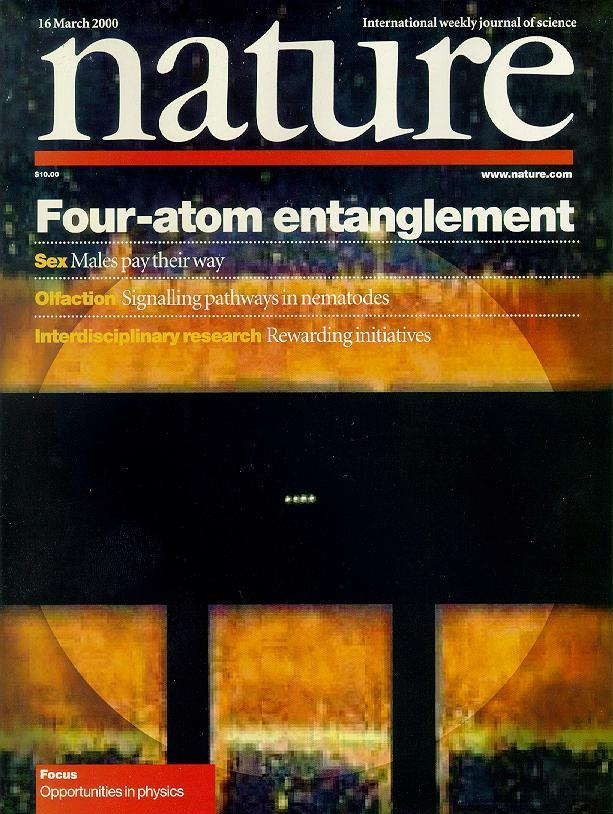 16 March 2000
International weekly journal of science
nature
$10.00
www.nature.com
Four-atom entanglement
Sex Males pay their way
Olfaction Signalling pathways in nematodes
Interdisciplinary research Rewarding initiatives
Focus
Opportunities in physics